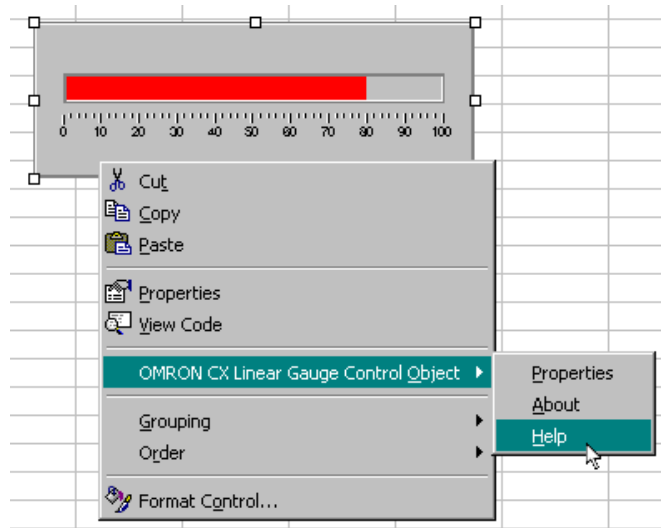 0 10 20 30 40 50 60 70 80 90 100
Cut
Copy
Paste
Properties
View Code
OMRON CX Linear Gauge Control Object
Properties
About
Help
Grouping
Order
Format Control...